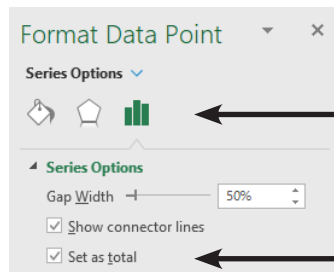 Format Data Point
Series Options
Series Options
Gap Width 50%
Show connector lines
Set as total